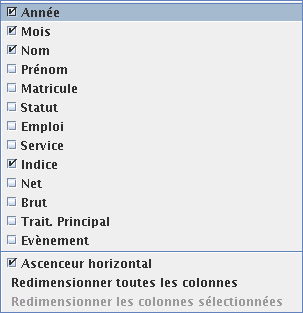 Année
Mois
Nom
Prénom
Matricule
Statut
Emploi
Service
Indice
Net
Brut
Trait. Principal
Evènement
Ascenceur horizontal
Redimensionner toutes les colonnes
Redimensionner les colonnes sélectionnées